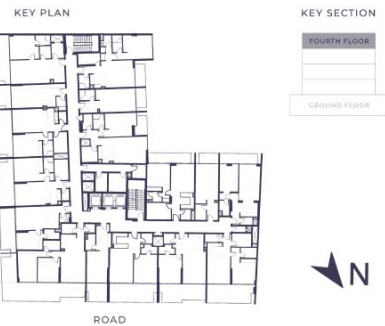 KEY PLAN
KEY SECTION
FOURTH FLOOR
GROUND FLOOR
N
ROAD